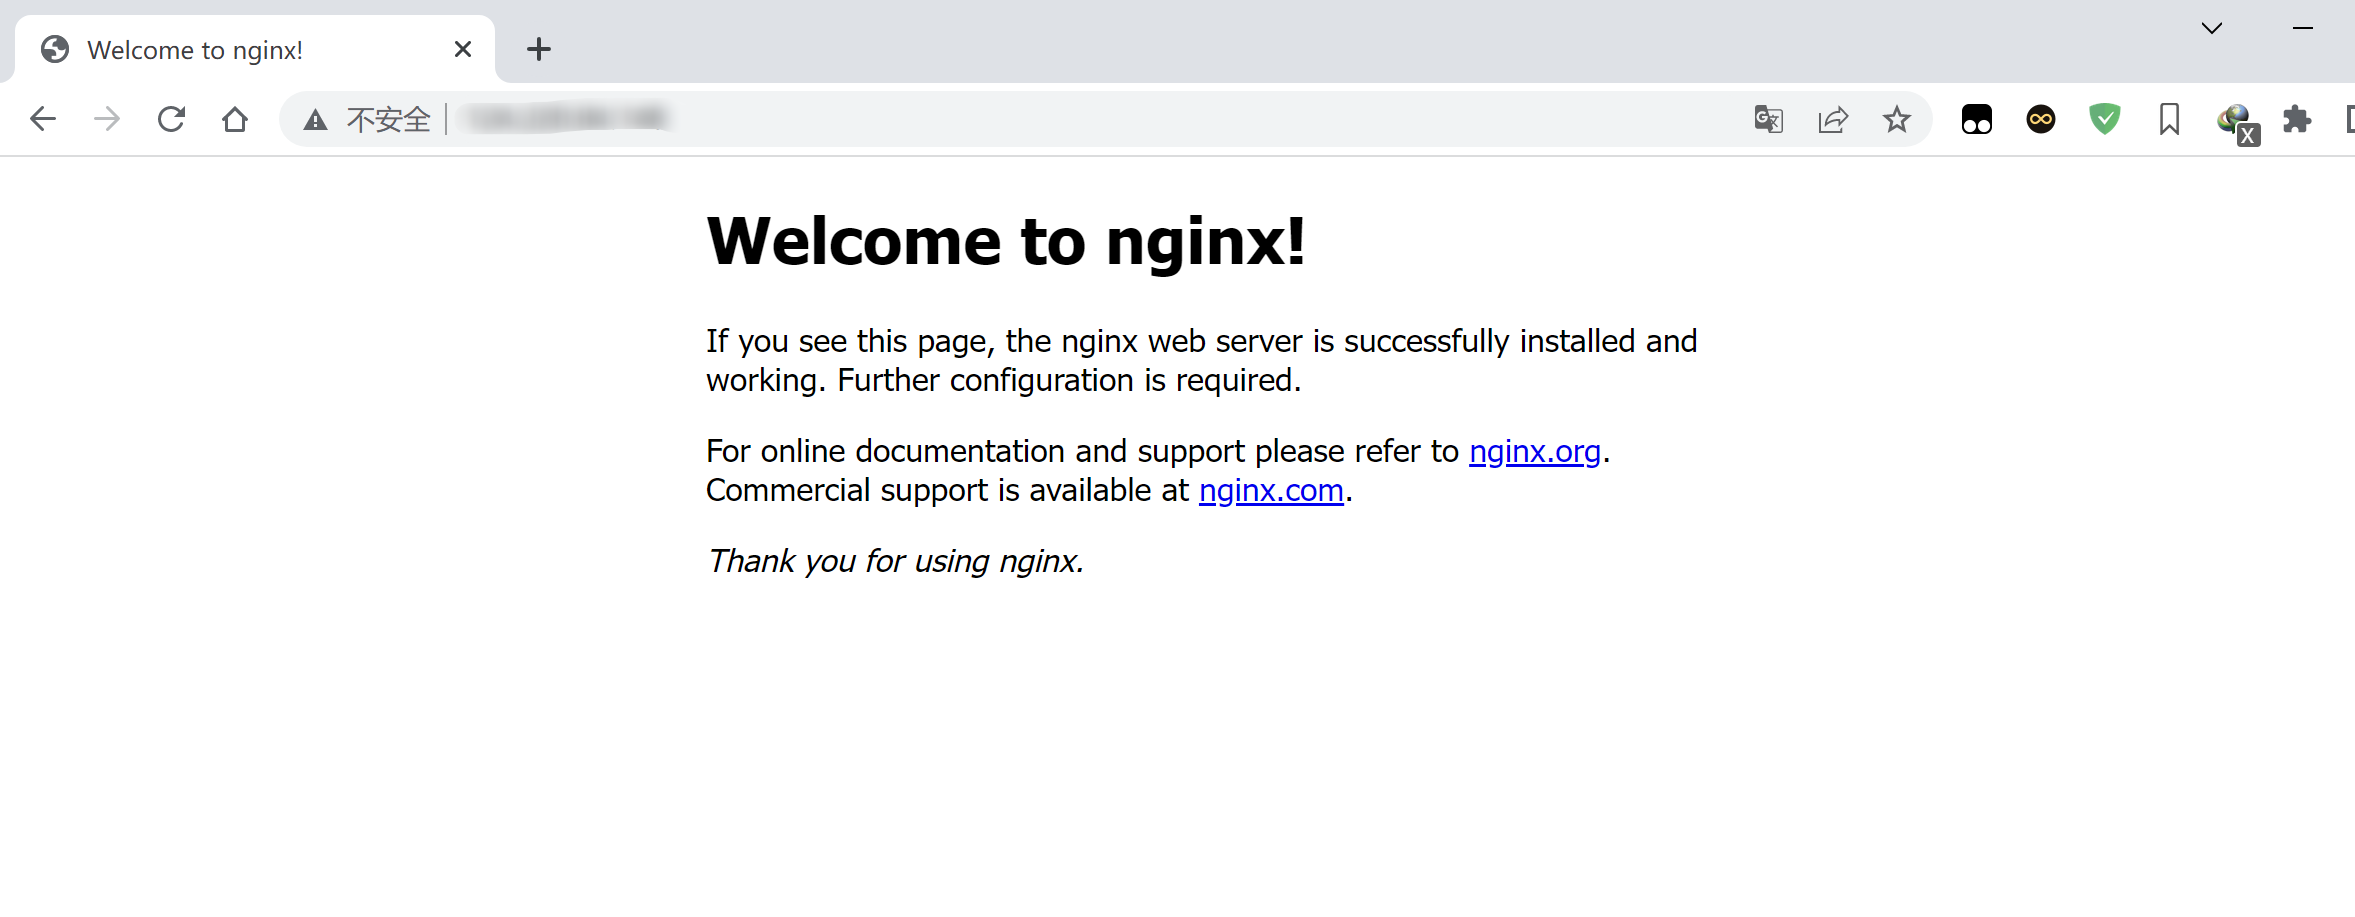 Welcome to nginx!
不安全
Welcome to nginx!
If you see this page, the nginx web server is successfully installed and
working. Further configuration is required.
For online documentation and support please refer to nginx.org.
Commercial support is available at nginx.com.
Thank you for using nginx.